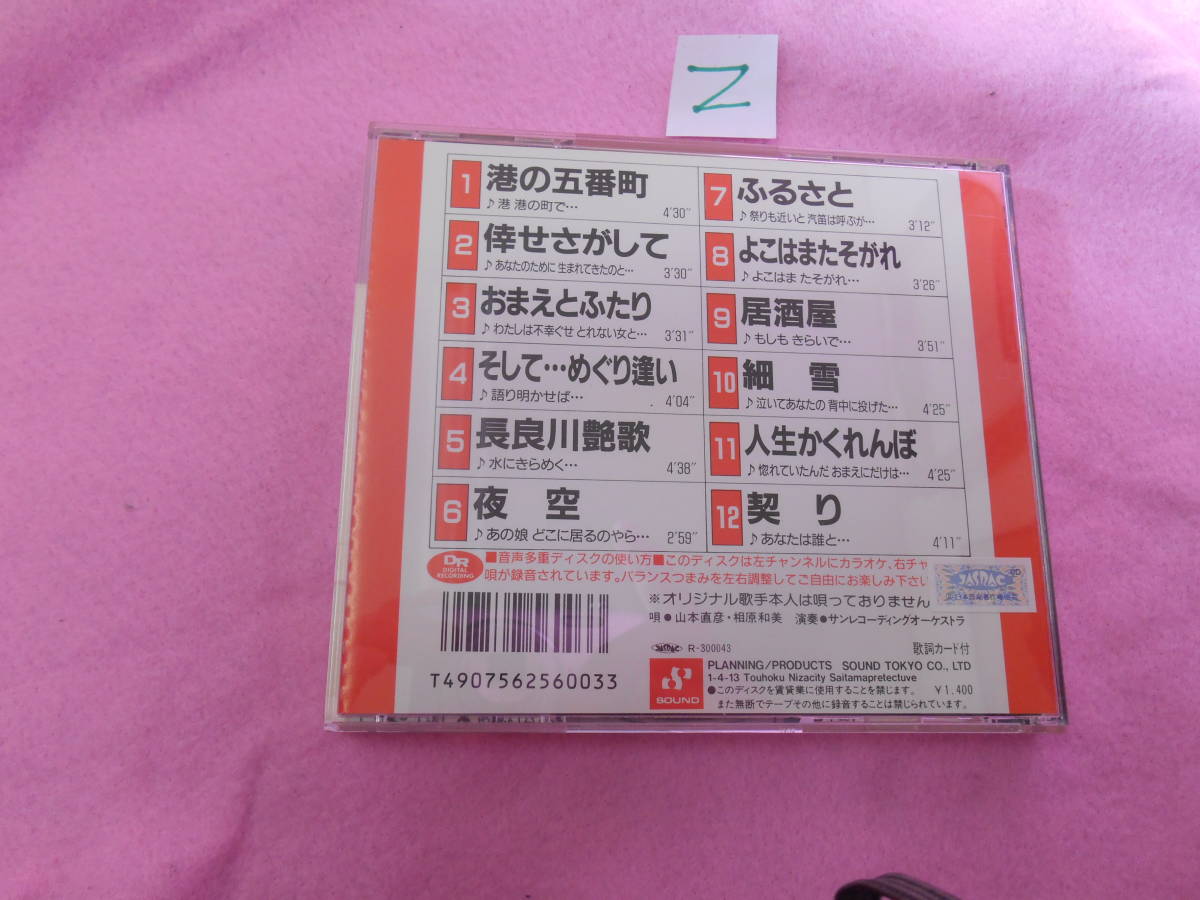 Z
1 港の五番町
♪港 港の町で… 4'30"
2 倖せさがして
♪あなたのために 生まれてきたのと… 3'30"
3 おまえとふたり
♪わたしは不幸ぐせ とれない女と… 3'31"
4 そして…めぐり逢い
♪語り明かせば… 4'04"
5 長良川艶歌
♪水にきらめく… 4'38"
6 夜 空
♪あの娘 どこに居るのやら… 2'59"
7 ふるさと
♪祭りも近いと 汽笛は呼ぶが… 3'12"
8 よこはまたそがれ
♪よこはま たそがれ… 3'26"
9 居酒屋
♪もしも きらいで… 3'51"
10 細 雪
♪泣いてあなたの 背中に投げた… 4'25"
11 人生かくれんぼ
♪惚れていたんだ おまえにだけは… 4'25"
12 契 り
♪あなたは誰と… 4'11"
DR DIGITAL RECORDING
■音声多重ディスクの使い方■このディスクは左チャンネルにカラオケ、右チャ
唄が録音されています。バランスつまみを左右調整してご自由にお楽しみ下さい
JASRAC
※オリジナル歌手本人は唄っておりません
唄●山本直彦・相原和美 演奏●サンレコーディングオーケストラ
JASRAC R-300043 歌詞カード付
T4907562560033
SOUND
PLANNING/PRODUCTS SOUND TOKYO CO., LTD
1-4-13 Touhoku Nizacity Saitamapretectuve
●このディスクを賃貸業に使用することを禁じます。 ¥1,400
また無断でテープその他に録音することは禁じられています。